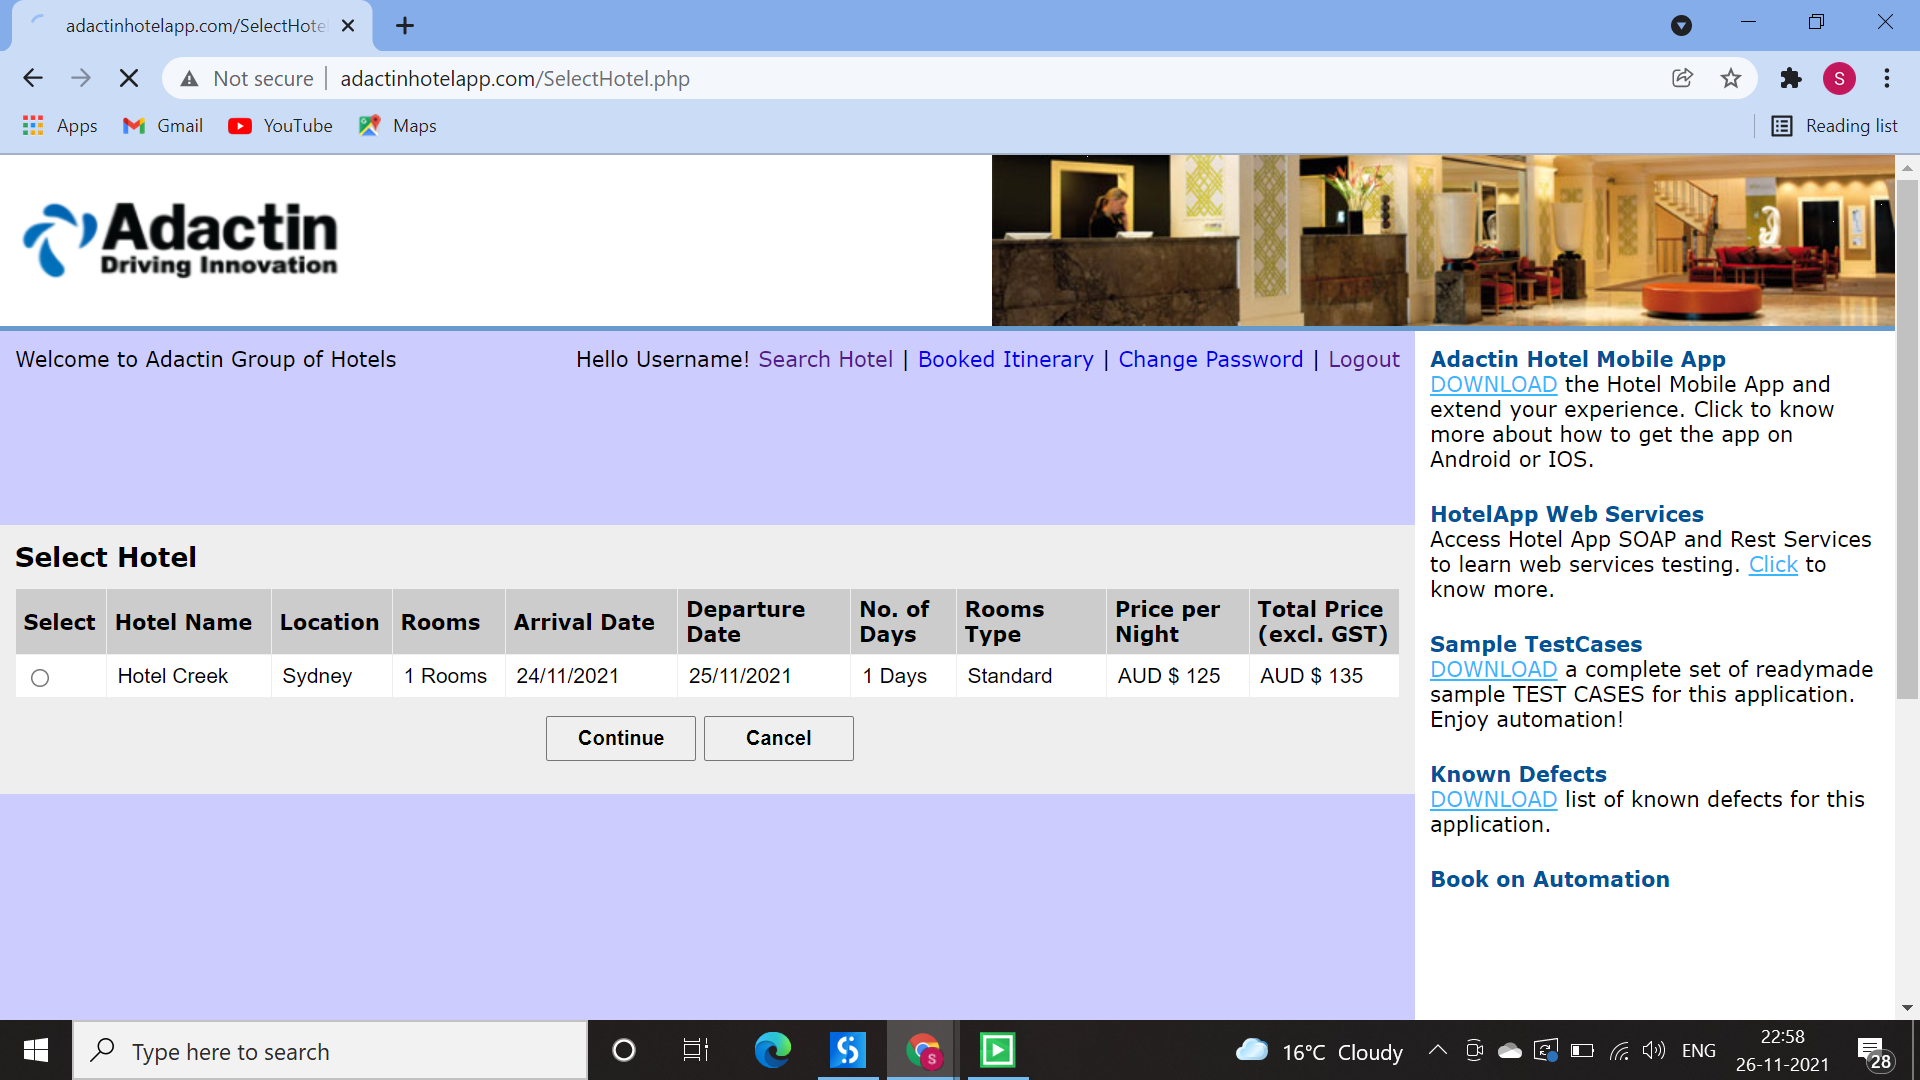 adactinhotelapp.com/SelectHote
Not secure
adactinhotelapp.com/SelectHotel.php
S
Apps
Gmail
YouTube
Maps
Reading list
Adactin
Driving Innovation
Welcome to Adactin Group of Hotels
Hello Username! Search Hotel | Booked Itinerary | Change Password | Logout
Select Hotel
Select Hotel Name Location Rooms Arrival Date Departure Date No. of Days Rooms Type Price per Night Total Price (excl. GST)
Hotel Creek Sydney 1 Rooms 24/11/2021 25/11/2021 1 Days Standard AUD $ 125 AUD $ 135
Continue Cancel
Adactin Hotel Mobile App
DOWNLOAD the Hotel Mobile App and
extend your experience. Click to know
more about how to get the app on
Android or IOS.
HotelApp Web Services
Access Hotel App SOAP and Rest Services
to learn web services testing. Click to
know more.
Sample TestCases
DOWNLOAD a complete set of readymade
sample TEST CASES for this application.
Enjoy automation!
Known Defects
DOWNLOAD list of known defects for this
application.
Book on Automation
Type here to search
S
16°C Cloudy
ENG
22:58
26-11-2021
28